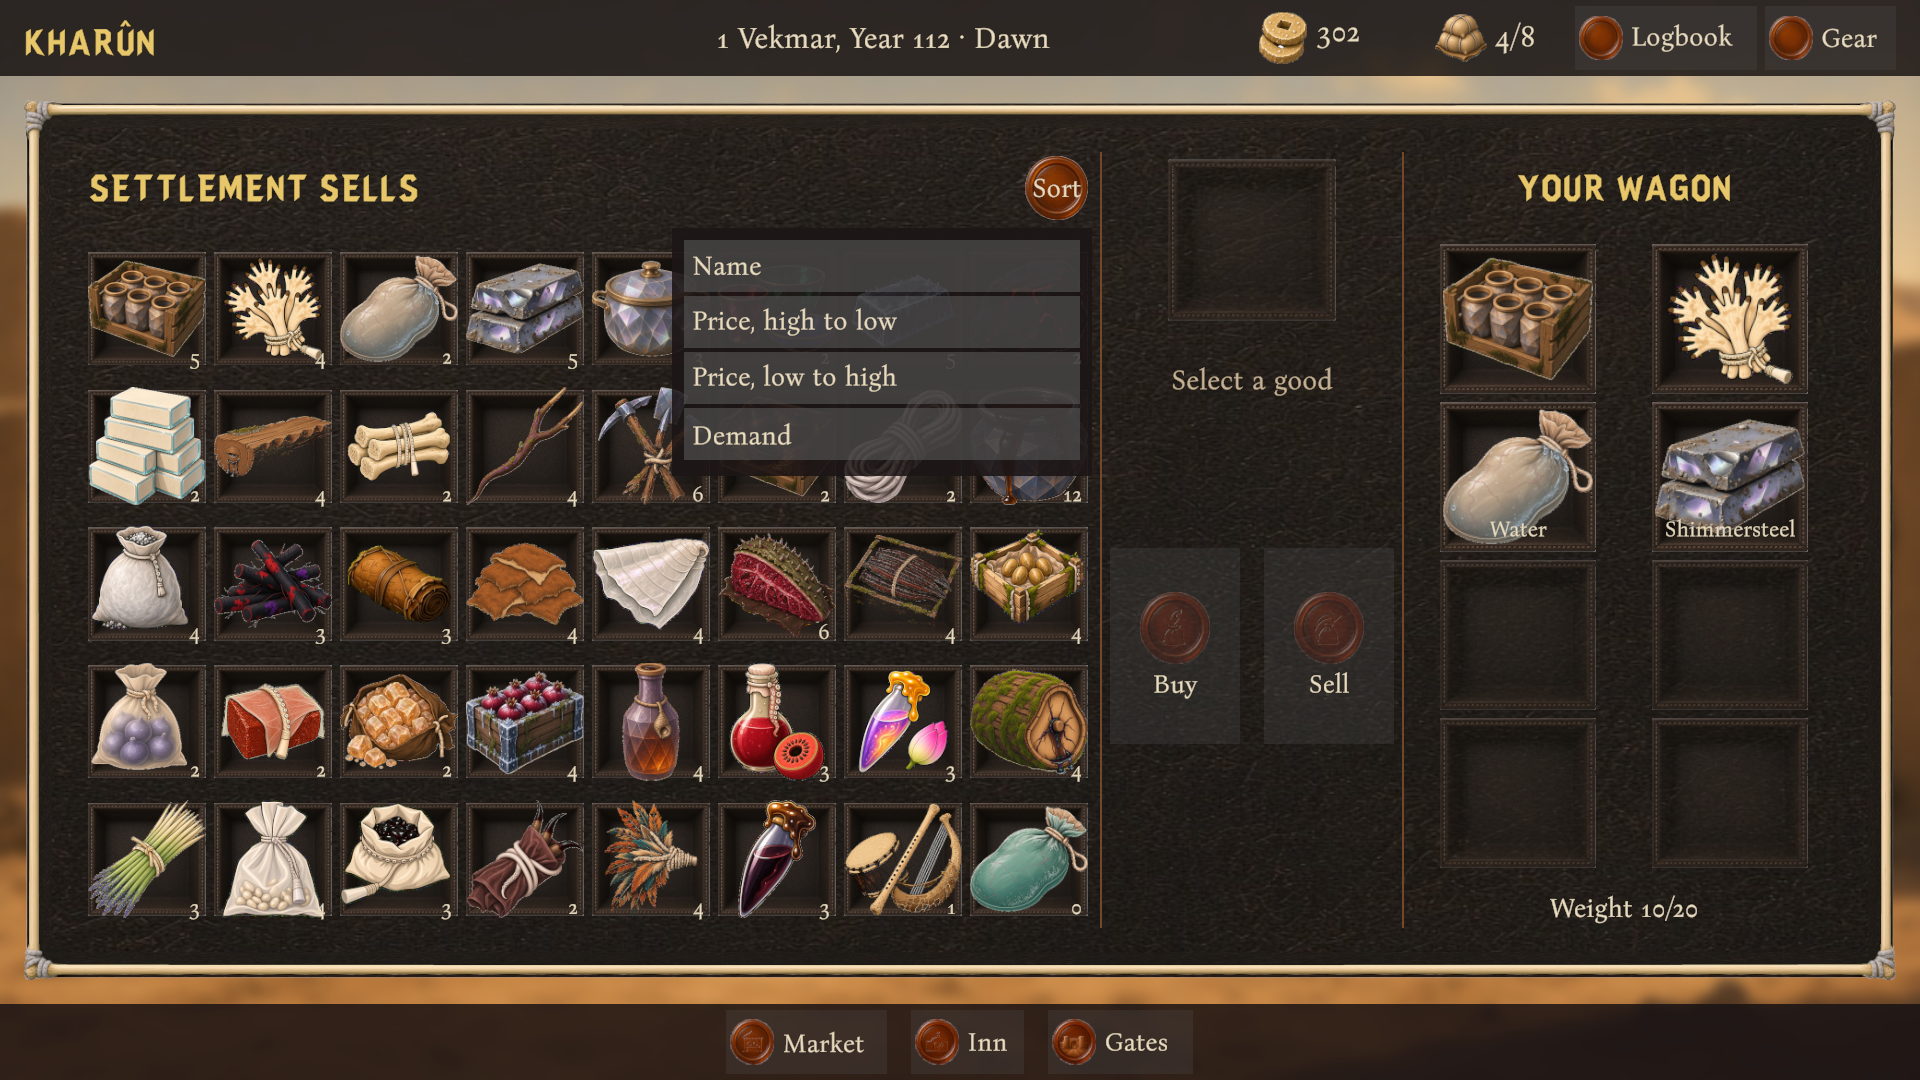 KHARÛN
1 Vekmar, Year 112 · Dawn
302
4/8
Logbook
Gear
SETTLEMENT SELLS
Sort
YOUR WAGON
Name
Price, high to low
Price, low to high
Demand
Select a good
5 4 2 5
2 4 2 4 6 2 2 12
4 3 3 4 4 6 4 4
2 2 2 4 4 3 3 4
3 4 3 2 4 3 1 0
Water
Shimmersteel
Buy
Sell
Weight 10/20
Market
Inn
Gates